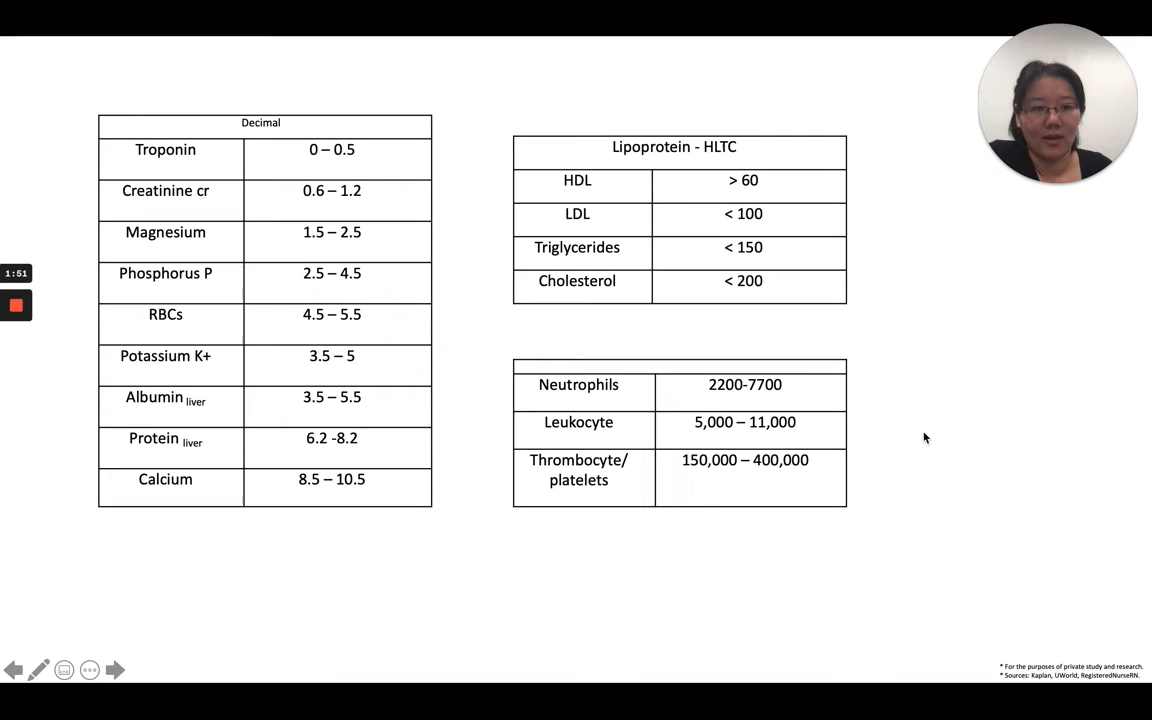 Decimal
Troponin 0 – 0.5
Creatinine cr 0.6 – 1.2
Magnesium 1.5 – 2.5
Phosphorus P 2.5 – 4.5
RBCs 4.5 – 5.5
Potassium K+ 3.5 – 5
Albumin liver 3.5 – 5.5
Protein liver 6.2 -8.2
Calcium 8.5 – 10.5
Lipoprotein - HLTC
HDL > 60
LDL < 100
Triglycerides < 150
Cholesterol < 200
Neutrophils 2200-7700
Leukocyte 5,000 – 11,000
Thrombocyte/ 150,000 – 400,000
platelets
1:51
* For the purposes of private study and research.
* Sources: Kaplan, UWorld, RegisteredNurseRN.